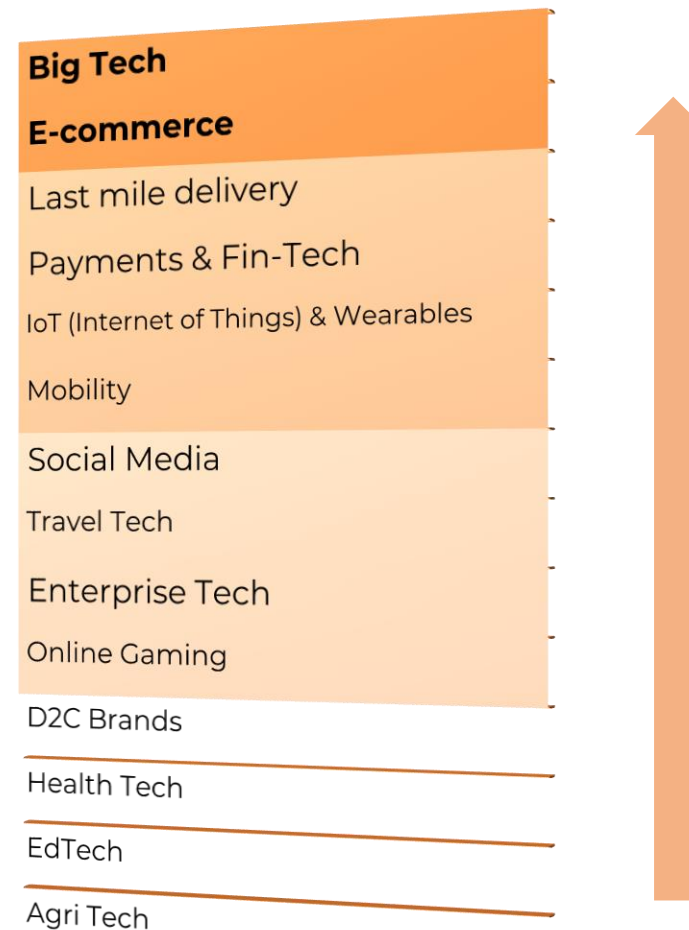 Big Tech
E-commerce
Last mile delivery
Payments & Fin-Tech
IoT (Internet of Things) & Wearables
Mobility
Social Media
Travel Tech
Enterprise Tech
Online Gaming
D2C Brands
Health Tech
EdTech
Agri Tech